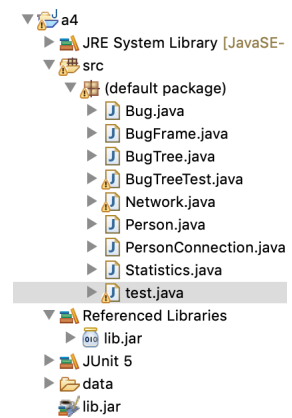 a4
JRE System Library [JavaSE-
src
(default package)
Bug.java
BugFrame.java
BugTree.java
BugTreeTest.java
Network.java
Person.java
PersonConnection.java
Statistics.java
test.java
Referenced Libraries
lib.jar
JUnit 5
data
lib.jar